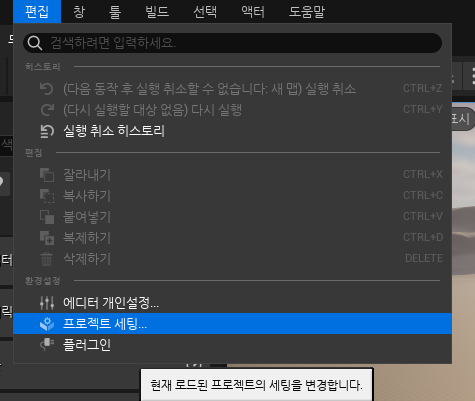 편집 창 툴 빌드 선택 액터 도움말
검색하려면 입력하세요.
히스토리
(다음 동작 후 실행 취소할 수 없습니다: 새 맵) 실행 취소 CTRL+Z
(다시 실행할 대상 없음) 다시 실행 CTRL+Y
표시
실행 취소 히스토리
편집
색
잘라내기 CTRL+X
복사하기 CTRL+C
붙여넣기 CTRL+V
복제하기 CTRL+D
삭제하기 DELETE
터
환경설정
에디터 개인설정...
릭
프로젝트 세팅...
플러그인
현재 로드된 프로젝트의 세팅을 변경합니다.